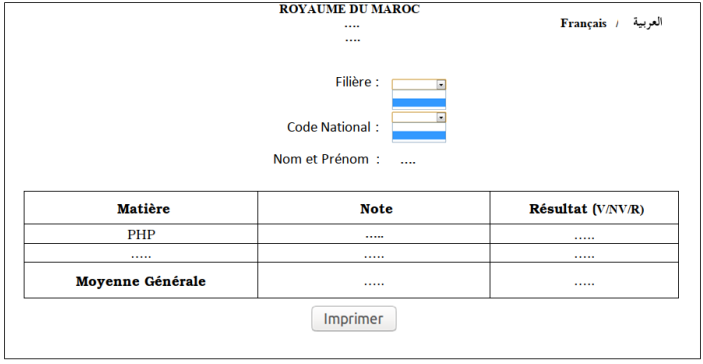 ROYAUME DU MAROC
....
....
Français / العربية
Filière :
Code National :
Nom et Prénom : ....
Matière Note Résultat (V/NV/R)
PHP ..... .....
..... ..... .....
Moyenne Générale ..... .....
Imprimer